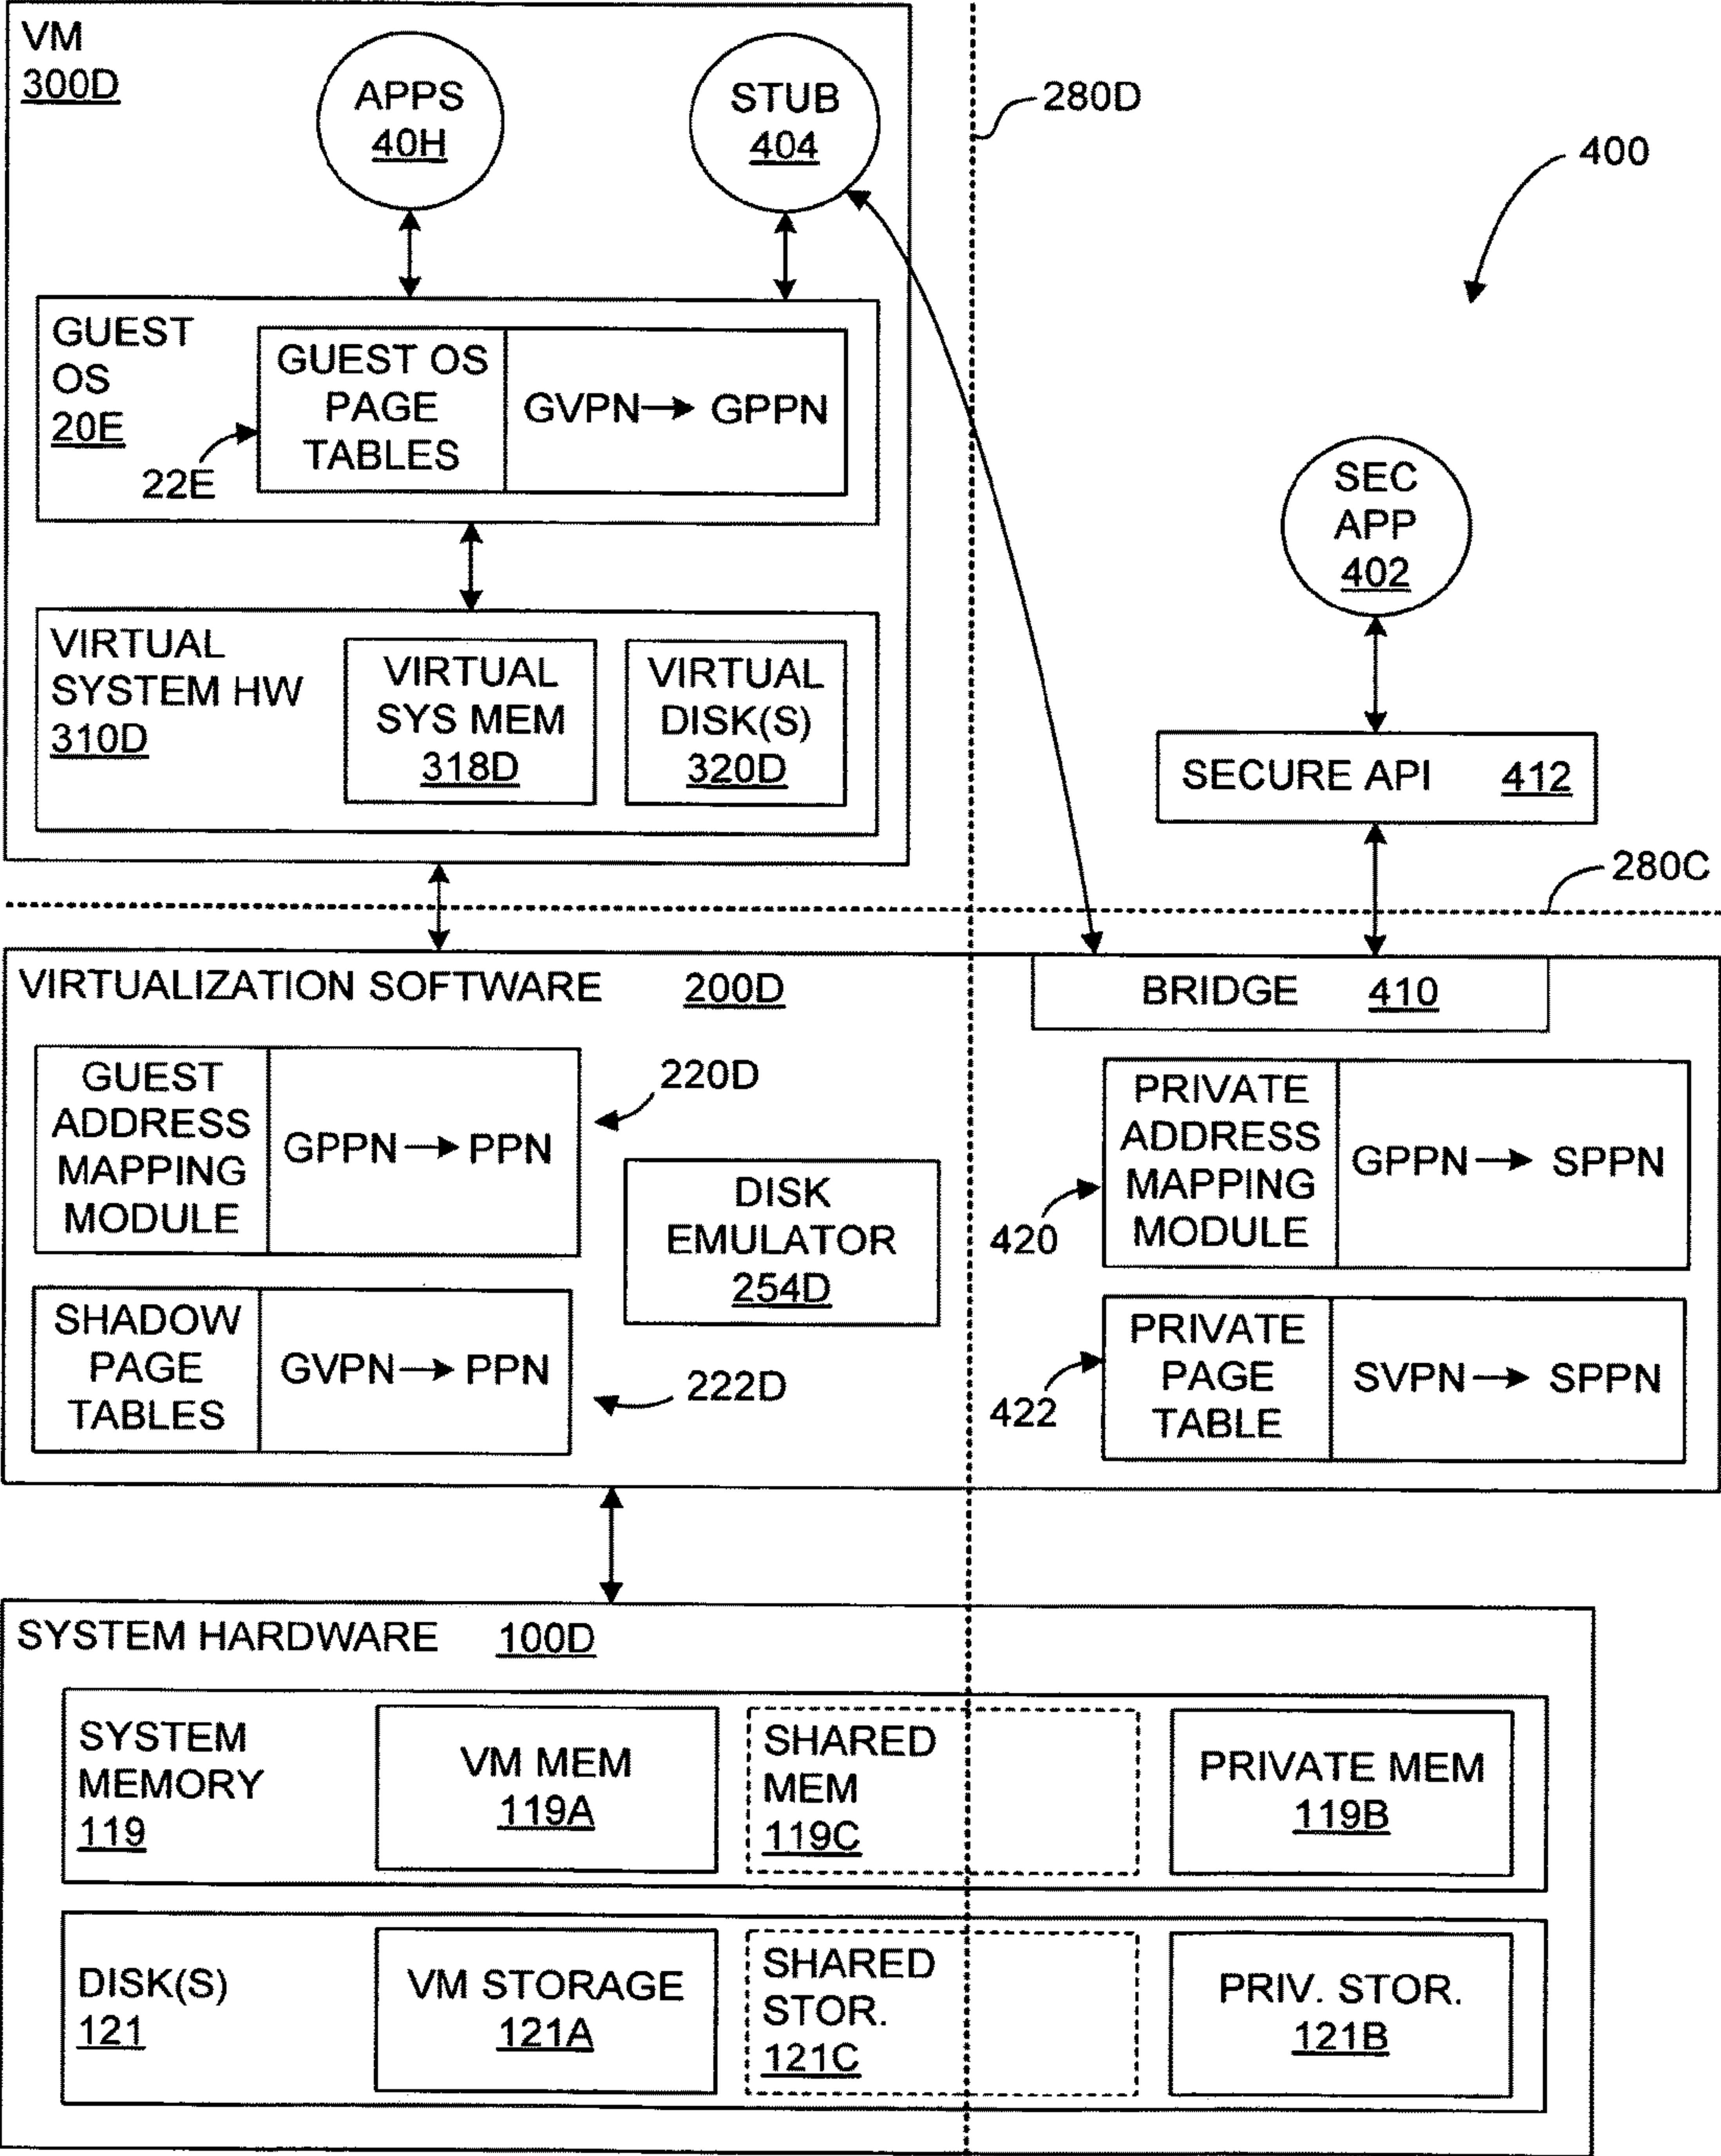 VM
300D
APPS
40H
STUB
404
280D
400
GUEST
OS
20E
GUEST OS
PAGE
TABLES
GVPN → GPPN
22E
SEC
APP
402
VIRTUAL
SYSTEM HW
310D
VIRTUAL
SYS MEM
318D
VIRTUAL
DISK(S)
320D
SECURE API 412
280C
VIRTUALIZATION SOFTWARE 200D
BRIDGE 410
GUEST
ADDRESS
MAPPING
MODULE
GPPN → PPN
220D
DISK
EMULATOR
254D
PRIVATE
ADDRESS
MAPPING
MODULE
GPPN → SPPN
420
SHADOW
PAGE
TABLES
GVPN → PPN
222D
PRIVATE
PAGE
TABLE
SVPN → SPPN
422
SYSTEM HARDWARE 100D
SYSTEM
MEMORY
119
VM MEM
119A
SHARED
MEM
119C
PRIVATE MEM
119B
DISK(S)
121
VM STORAGE
121A
SHARED
STOR.
121C
PRIV. STOR.
121B